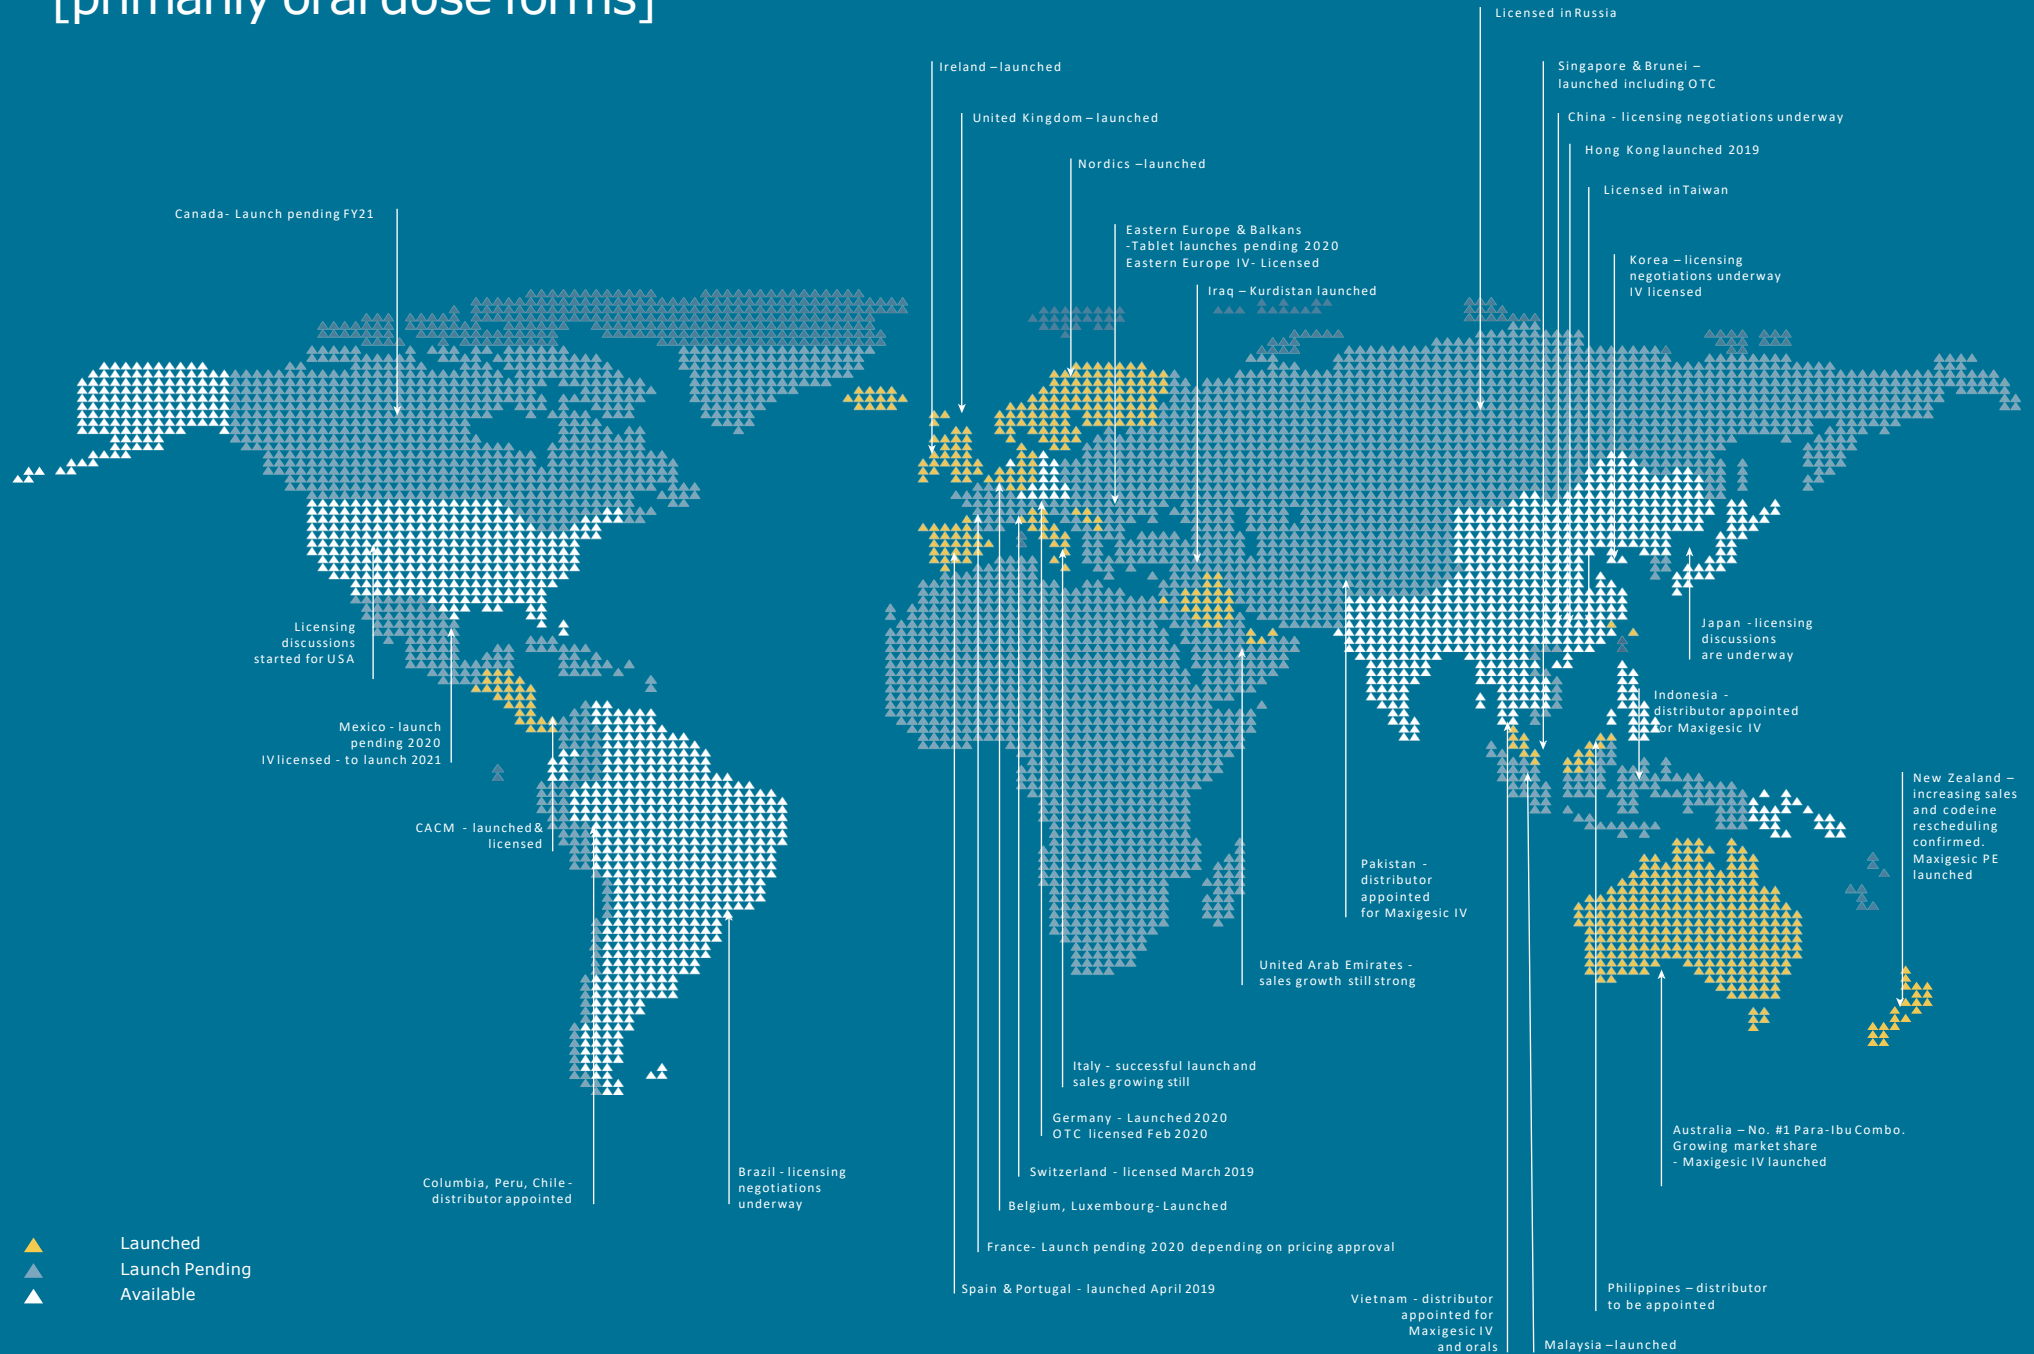 [primarily oral dose forms]
Licensed in Russia
Ireland – launched
Singapore & Brunei –
launched including OTC
United Kingdom – launched
China - licensing negotiations underway
Hong Kong launched 2019
Nordics – launched
Licensed in Taiwan
Canada- Launch pending FY21
Eastern Europe & Balkans
-Tablet launches pending 2020
Eastern Europe IV- Licensed
Korea – licensing
negotiations underway
IV licensed
Iraq – Kurdistan launched
Licensing
discussions
started for USA
Japan - licensing
discussions
are underway
Mexico - launch
pending 2020
IV licensed - to launch 2021
Indonesia -
distributor appointed
for Maxigesic IV
New Zealand –
increasing sales
and codeine
rescheduling
confirmed.
Maxigesic PE
launched
CACM - launched &
licensed
Pakistan -
distributor
appointed
for Maxigesic IV
United Arab Emirates -
sales growth still strong
Italy - successful launch and
sales growing still
Germany - Launched 2020
OTC licensed Feb 2020
Australia – No. #1 Para-Ibu Combo.
Growing market share
- Maxigesic IV launched
Switzerland - licensed March 2019
Columbia, Peru, Chile -
distributor appointed
Brazil - licensing
negotiations
underway
Belgium, Luxembourg- Launched
France- Launch pending 2020 depending on pricing approval
Spain & Portugal - launched April 2019
Philippines – distributor
to be appointed
Vietnam - distributor
appointed for
Maxigesic IV
and orals
Malaysia – launched
Launched
Launch Pending
Available